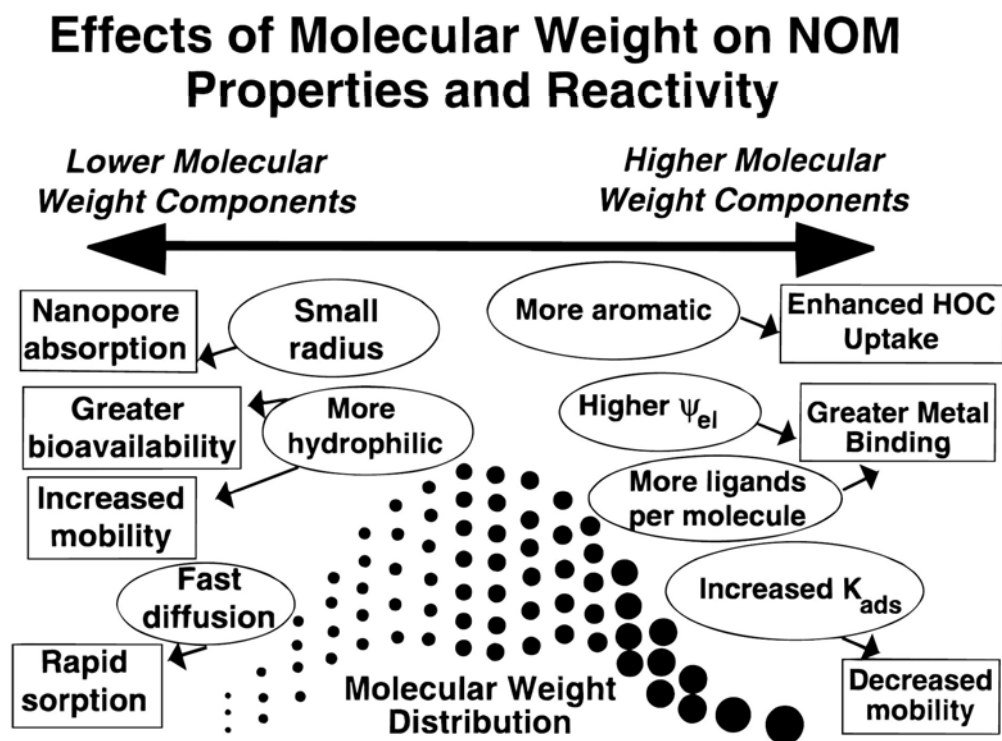 Effects of Molecular Weight on NOM
Properties and Reactivity
Lower Molecular
Weight Components
Higher Molecular
Weight Components
Nanopore
absorption
Small
radius
More aromatic
Enhanced HOC
Uptake
Greater
bioavailability
More
hydrophilic
Higher ψel
Greater Metal
Binding
Increased
mobility
More ligands
per molecule
Fast
diffusion
Increased Kads
Rapid
sorption
Molecular Weight
Distribution
Decreased
mobility